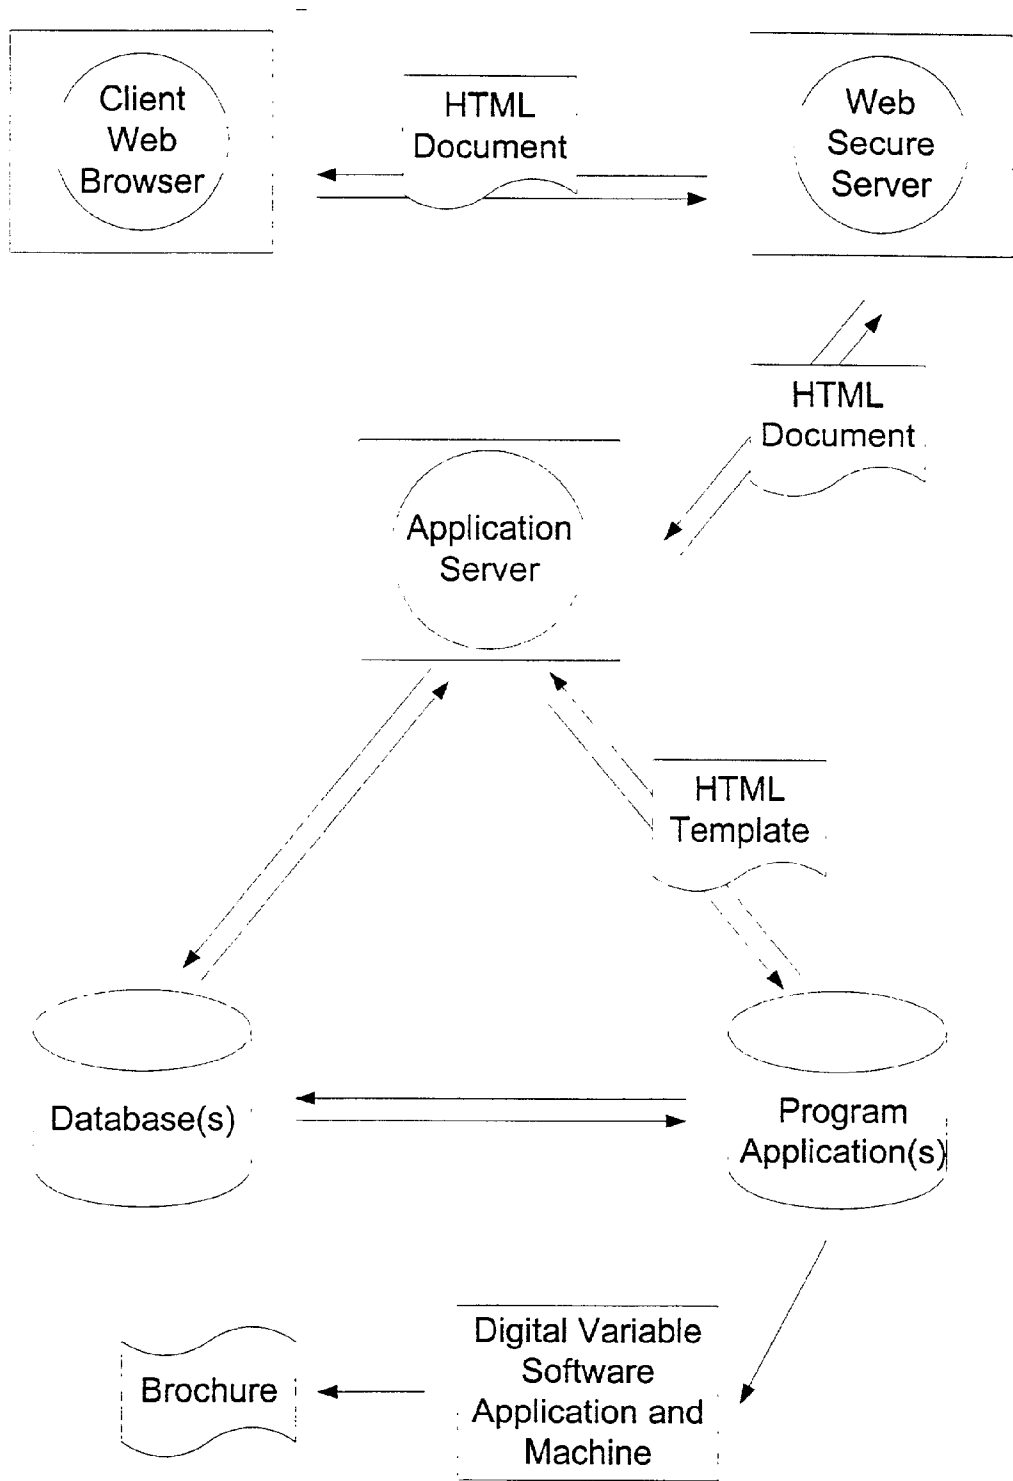 Client
Web
Browser
HTML
Document
Web
Secure
Server
HTML
Document
Application
Server
HTML
Template
Database(s)
Program
Application(s)
Digital Variable
Software
Application and
Machine
Brochure